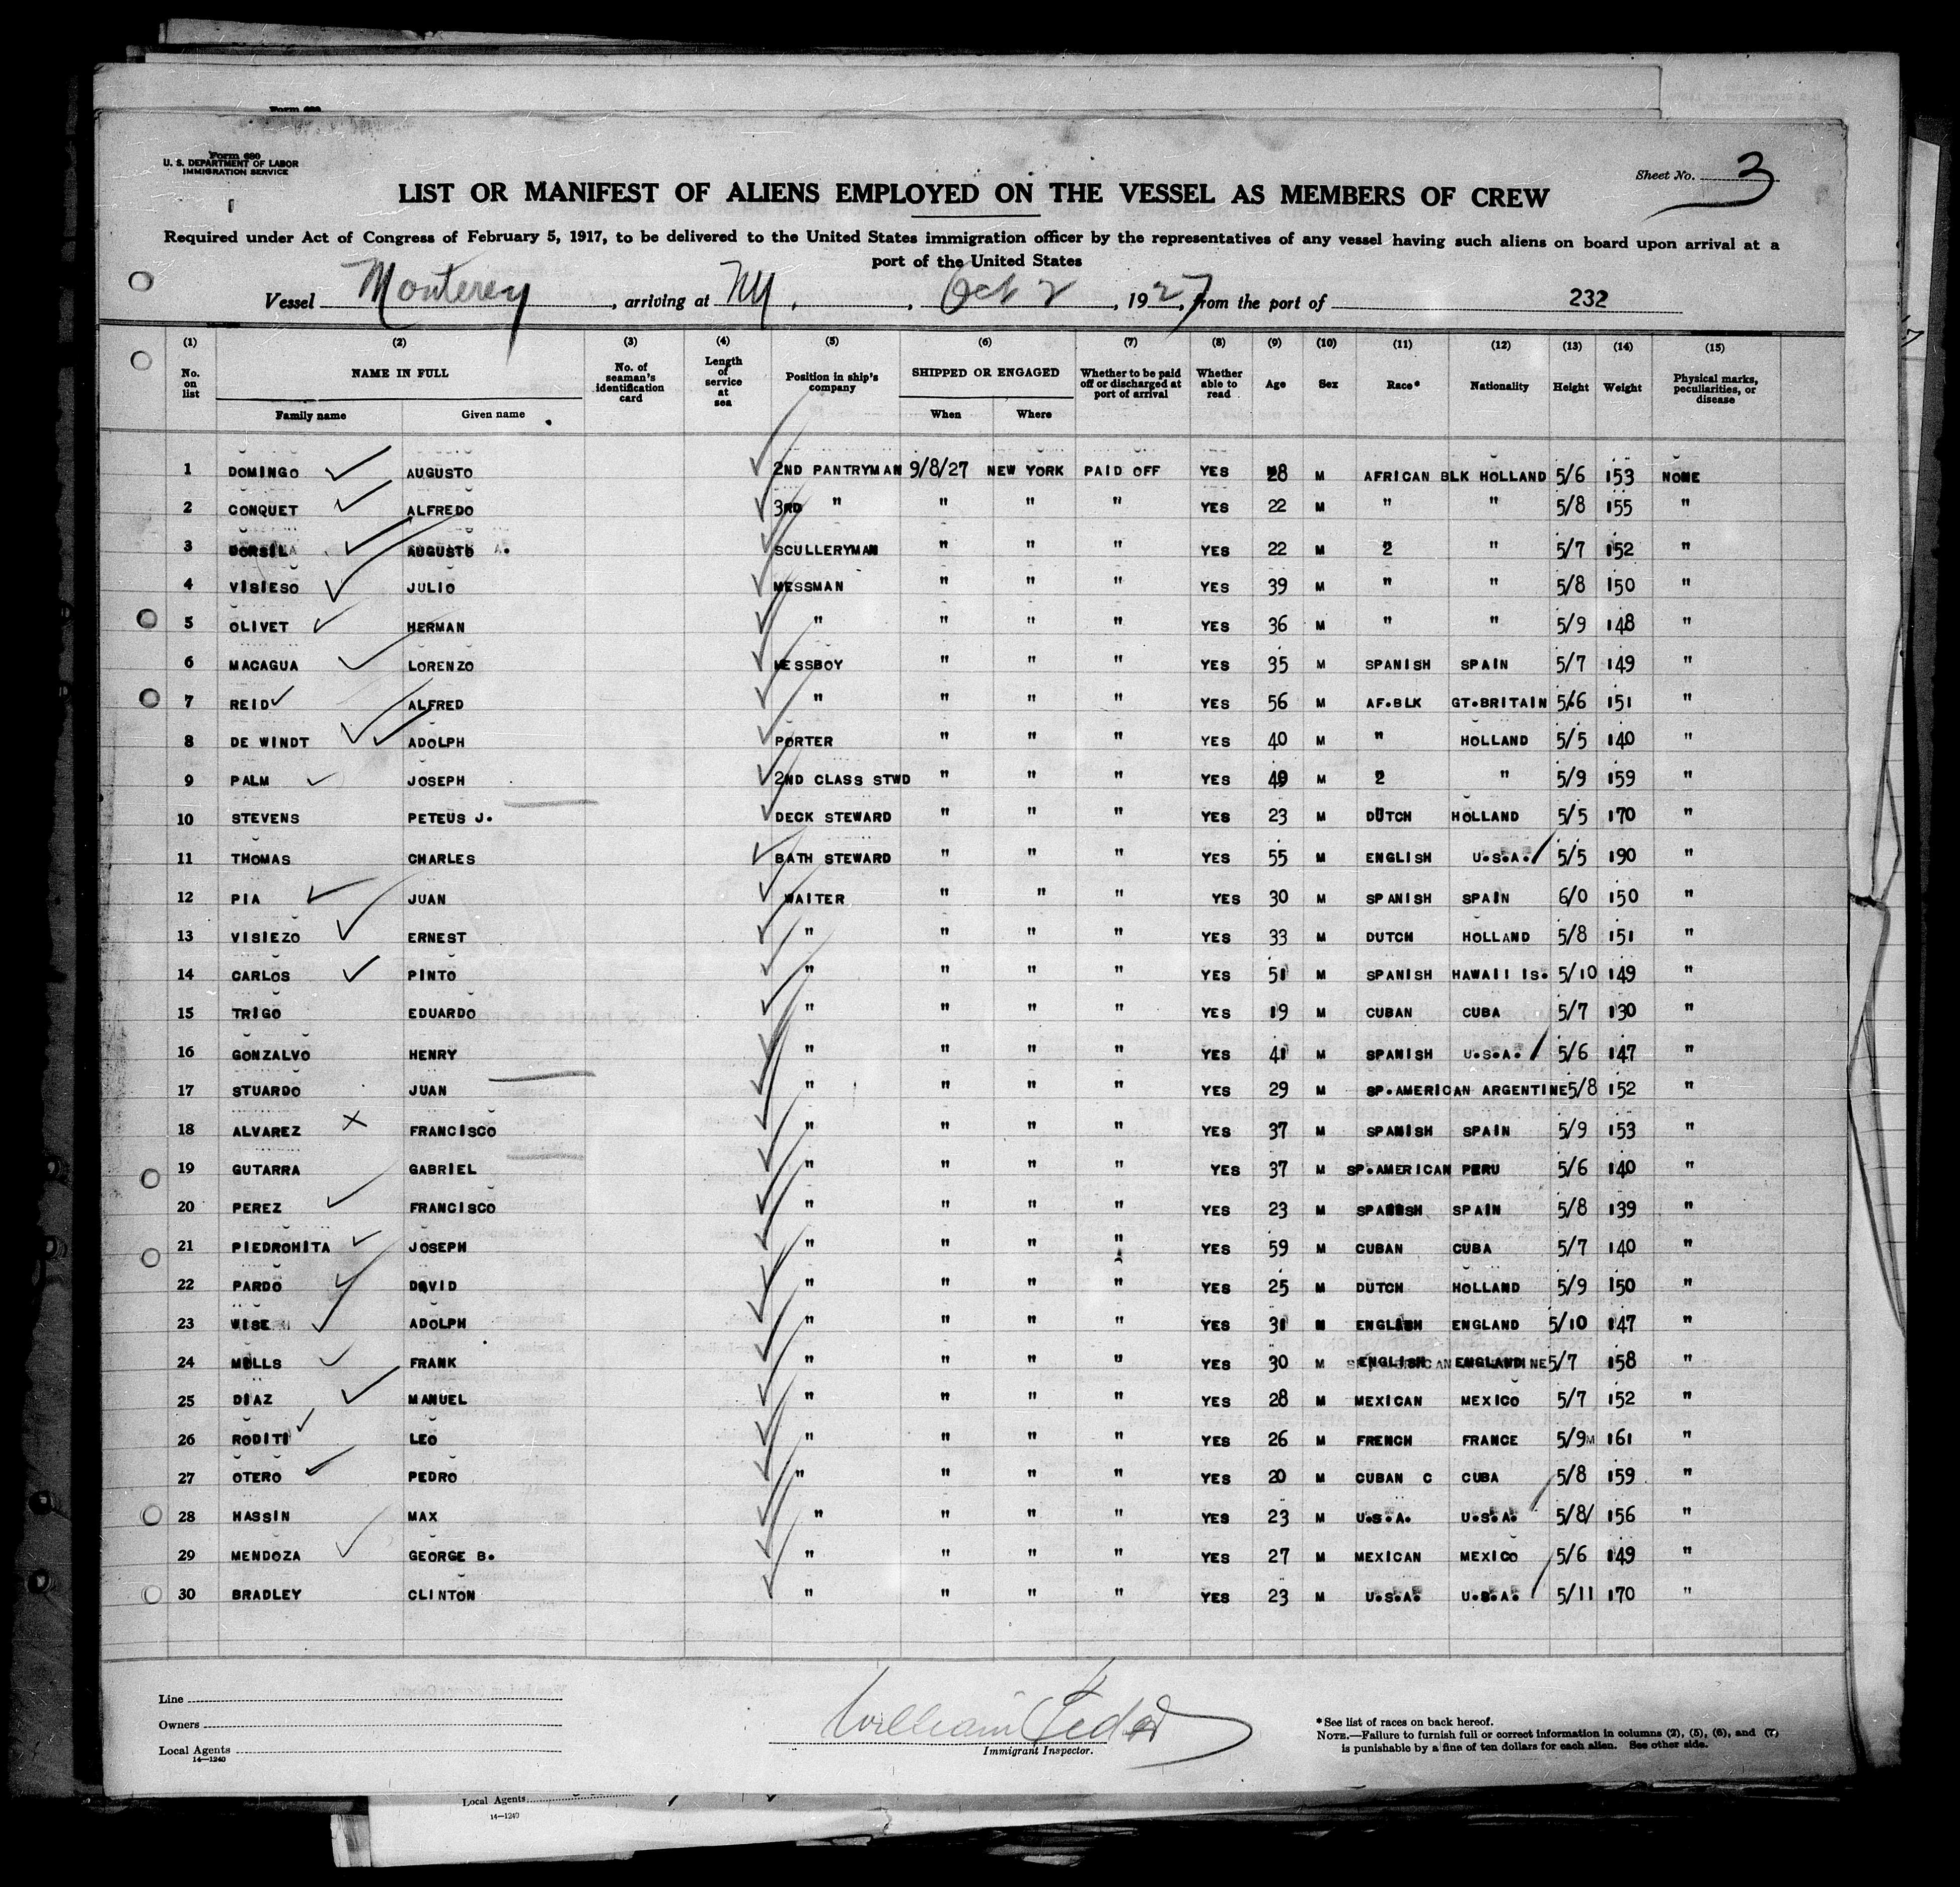 Form 680
U. S. DEPARTMENT OF LABOR
IMMIGRATION SERVICE
Sheet No. 3
LIST OR MANIFEST OF ALIENS EMPLOYED ON THE VESSEL AS MEMBERS OF CREW
Required under Act of Congress of February 5, 1917, to be delivered to the United States immigration officer by the representatives of any vessel having such aliens on board upon arrival at a
port of the United States
Vessel Monterey, arriving at NY, Oct 2, 1927, from the port of 232
(1) (2) (3) (4) (5) (6) (7) (8) (9) (10) (11) (12) (13) (14) (15)
No. on list NAME IN FULL Family name Given name No. of seaman's identification card Length of service at sea Position in ship's company SHIPPED OR ENGAGED When Where Whether to be paid off or discharged at port of arrival Whether able to read Age Sex Race* Nationality Height Weight Physical marks, peculiarities, or disease
1 DOMINGO AUGUSTO 2ND PANTRYMAN 9/8/27 NEW YORK PAID OFF YES 28 M AFRICAN BLK HOLLAND 5/6 153 NONE
2 CONQUET ALFREDO 3RD " " " " YES 22 M " " 5/8 155 "
3 AUGUSTO SCULLERYMAN " " " YES 22 M 2 " 5/7 152 "
4 VISIESO JULIO MESSMAN " " " YES 39 M " " 5/8 150 "
5 OLIVET HERMAN " " " " YES 36 M " " 5/9 148 "
6 MACAGUA LORENZO MESSBOY " " " YES 35 M SPANISH SPAIN 5/7 149 "
7 REID ALFRED " " " " YES 56 M AF.BLK GT.BRITAIN 5/6 151 "
8 DE WINDT ADOLPH PORTER " " " YES 40 M " HOLLAND 5/5 140 "
9 PALM JOSEPH 2ND CLASS STWD " " " YES 49 M 2 " 5/9 159 "
10 STEVENS PETEUS J. DECK STEWARD " " " YES 23 M DUTCH HOLLAND 5/5 170 "
11 THOMAS CHARLES BATH STEWARD " " " YES 55 M ENGLISH U.S.A. 5/5 190 "
12 PIA JUAN WAITER " " " YES 30 M SPANISH SPAIN 6/0 150 "
13 VISIEZO ERNEST " " " " YES 33 M DUTCH HOLLAND 5/8 151 "
14 CARLOS PINTO " " " " YES 51 M SPANISH HAWAII IS. 5/10 149 "
15 TRIGO EDUARDO " " " " YES 19 M CUBAN CUBA 5/7 130 "
16 GONZALVO HENRY " " " " YES 41 M SPANISH U.S.A. 5/6 147 "
17 STUARDO JUAN " " " " YES 29 M SP.AMERICAN ARGENTINE 5/8 152 "
18 ALVAREZ FRANCISCO " " " " YES 37 M SPANISH SPAIN 5/9 153 "
19 GUTARRA GABRIEL " " " " YES 37 M SP.AMERICAN PERU 5/6 140 "
20 PEREZ FRANCISCO " " " " YES 23 M SPANISH SPAIN 5/8 139 "
21 PIEDROHITA JOSEPH " " " " YES 59 M CUBAN CUBA 5/7 140 "
22 PARDO DAVID " " " " YES 25 M DUTCH HOLLAND 5/9 150 "
23 WISE ADOLPH " " " " YES 31 M ENGLISH ENGLAND 5/10 147 "
24 MILLS FRANK " " " " YES 30 M ENGLISH ENGLAND 5/7 158 "
25 DIAZ MANUEL " " " " YES 28 M MEXICAN MEXICO 5/7 152 "
26 RODITI LEO " " " " YES 26 M FRENCH FRANCE 5/9 161 "
27 OTERO PEDRO " " " " YES 20 M CUBAN C CUBA 5/8 159 "
28 HASSIN MAX " " " " YES 23 M U.S.A. U.S.A. 5/8 156 "
29 MENDOZA GEORGE B. " " " " YES 27 M MEXICAN MEXICO 5/6 149 "
30 BRADLEY CLINTON " " " " YES 23 M U.S.A. U.S.A. 5/11 170 "
Line
Owners
Local Agents
14—1240
William
Immigrant Inspector.
* See list of races on back hereof.
NOTE.—Failure to furnish full or correct information in columns (2), (5), (6), and (7)
is punishable by a fine of ten dollars for each alien. See other side.
Local Agents
14—1240